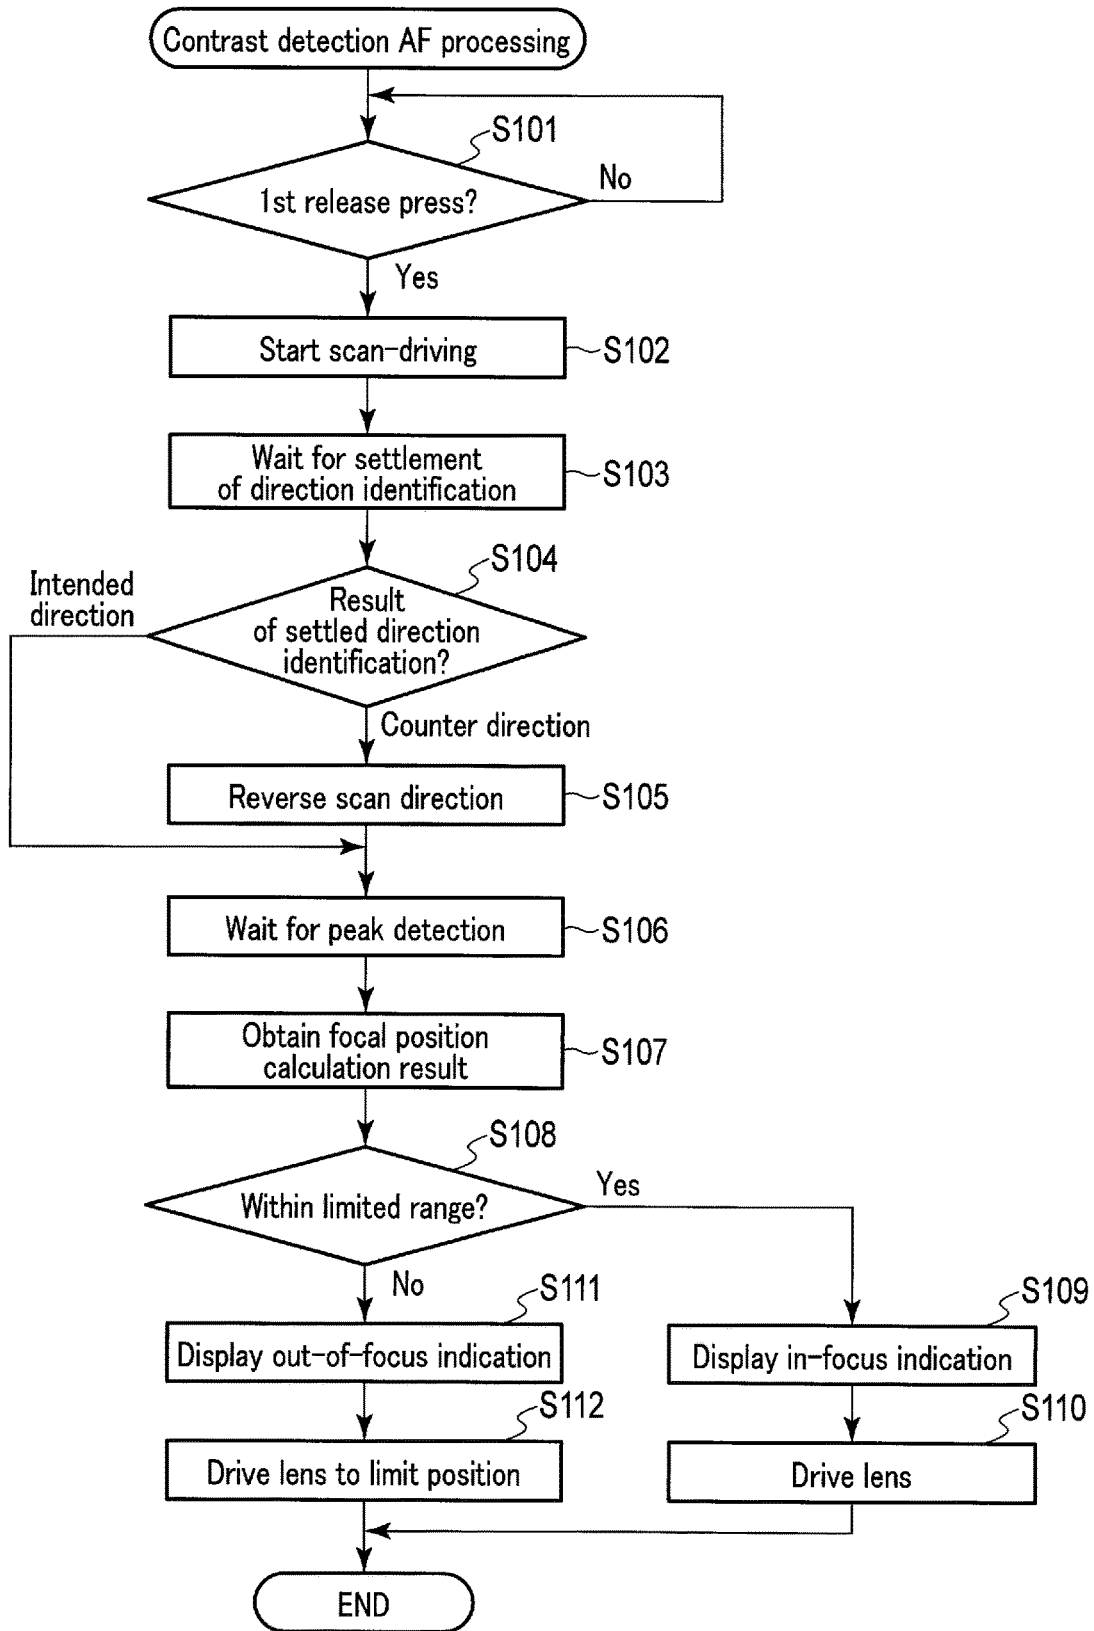 Contrast detection AF processing
S101
1st release press?
No
Yes
Start scan-driving
S102
Wait for settlement
of direction identification
S103
S104
Intended
direction
Result
of settled direction
identification?
Counter direction
Reverse scan direction
S105
Wait for peak detection
S106
Obtain focal position
calculation result
S107
S108
Within limited range?
Yes
No
S111
Display out-of-focus indication
S109
Display in-focus indication
S112
Drive lens to limit position
S110
Drive lens
END